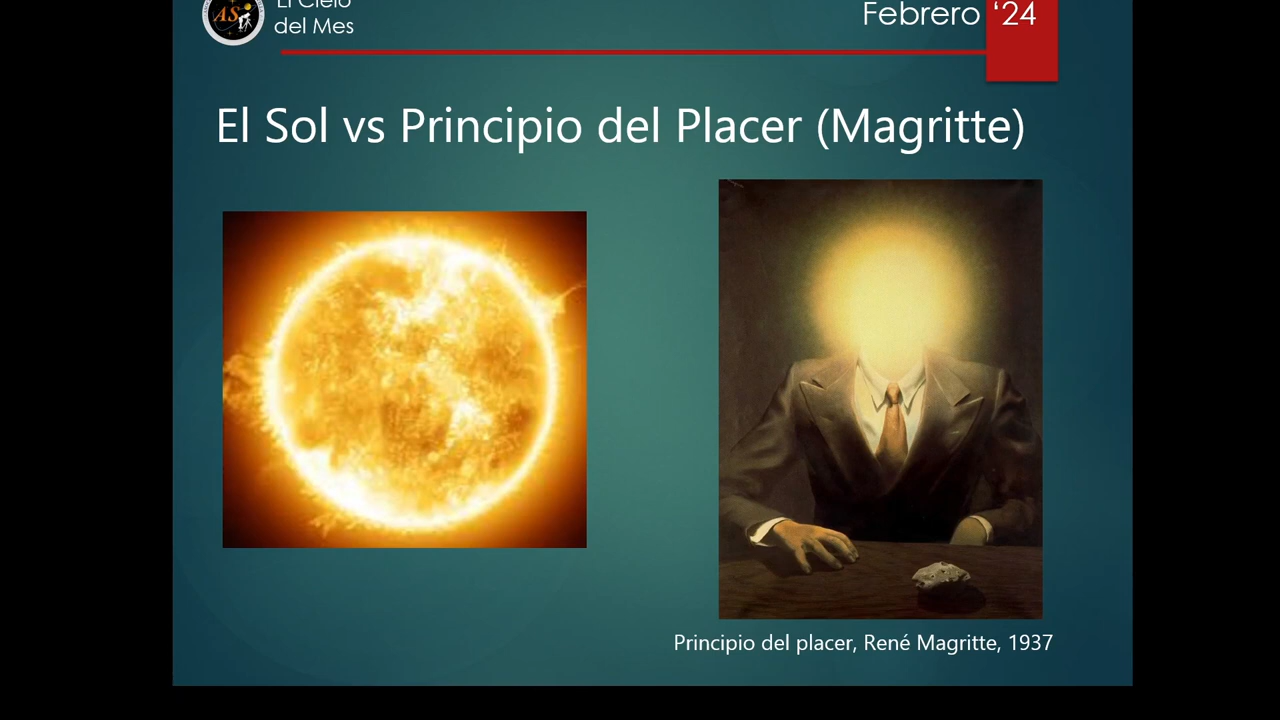 El Cielo
del Mes
Febrero ‘24
AS
El Sol vs Principio del Placer (Magritte)
Principio del placer, René Magritte, 1937